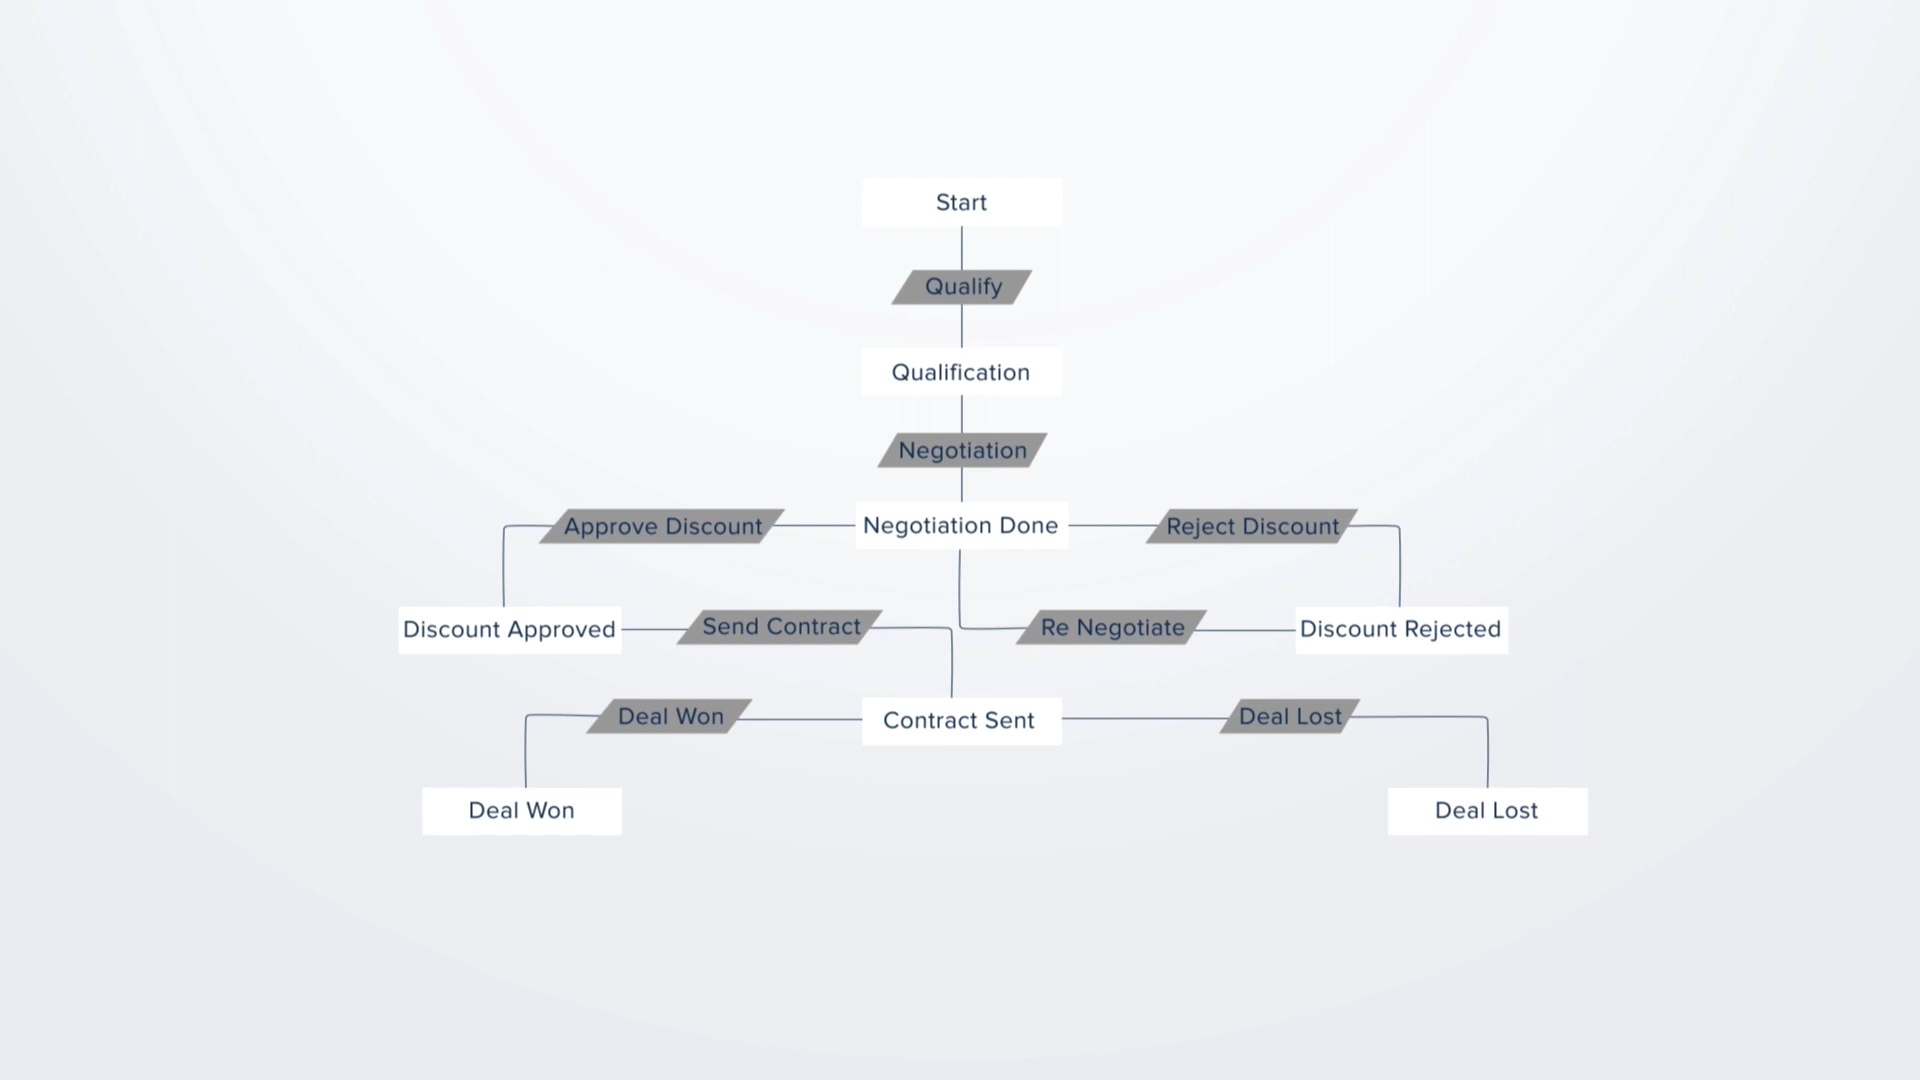 Start
Qualify
Qualification
Negotiation
Approve Discount
Negotiation Done
Reject Discount
Discount Approved
Send Contract
Re Negotiate
Discount Rejected
Deal Won
Contract Sent
Deal Lost
Deal Won
Deal Lost